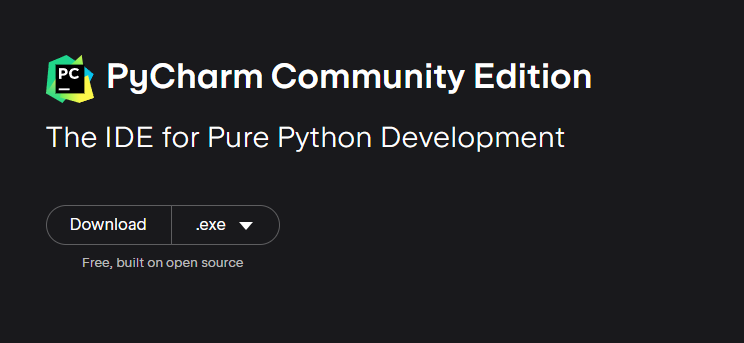 PC
PyCharm Community Edition
The IDE for Pure Python Development
Download .exe
Free, built on open source